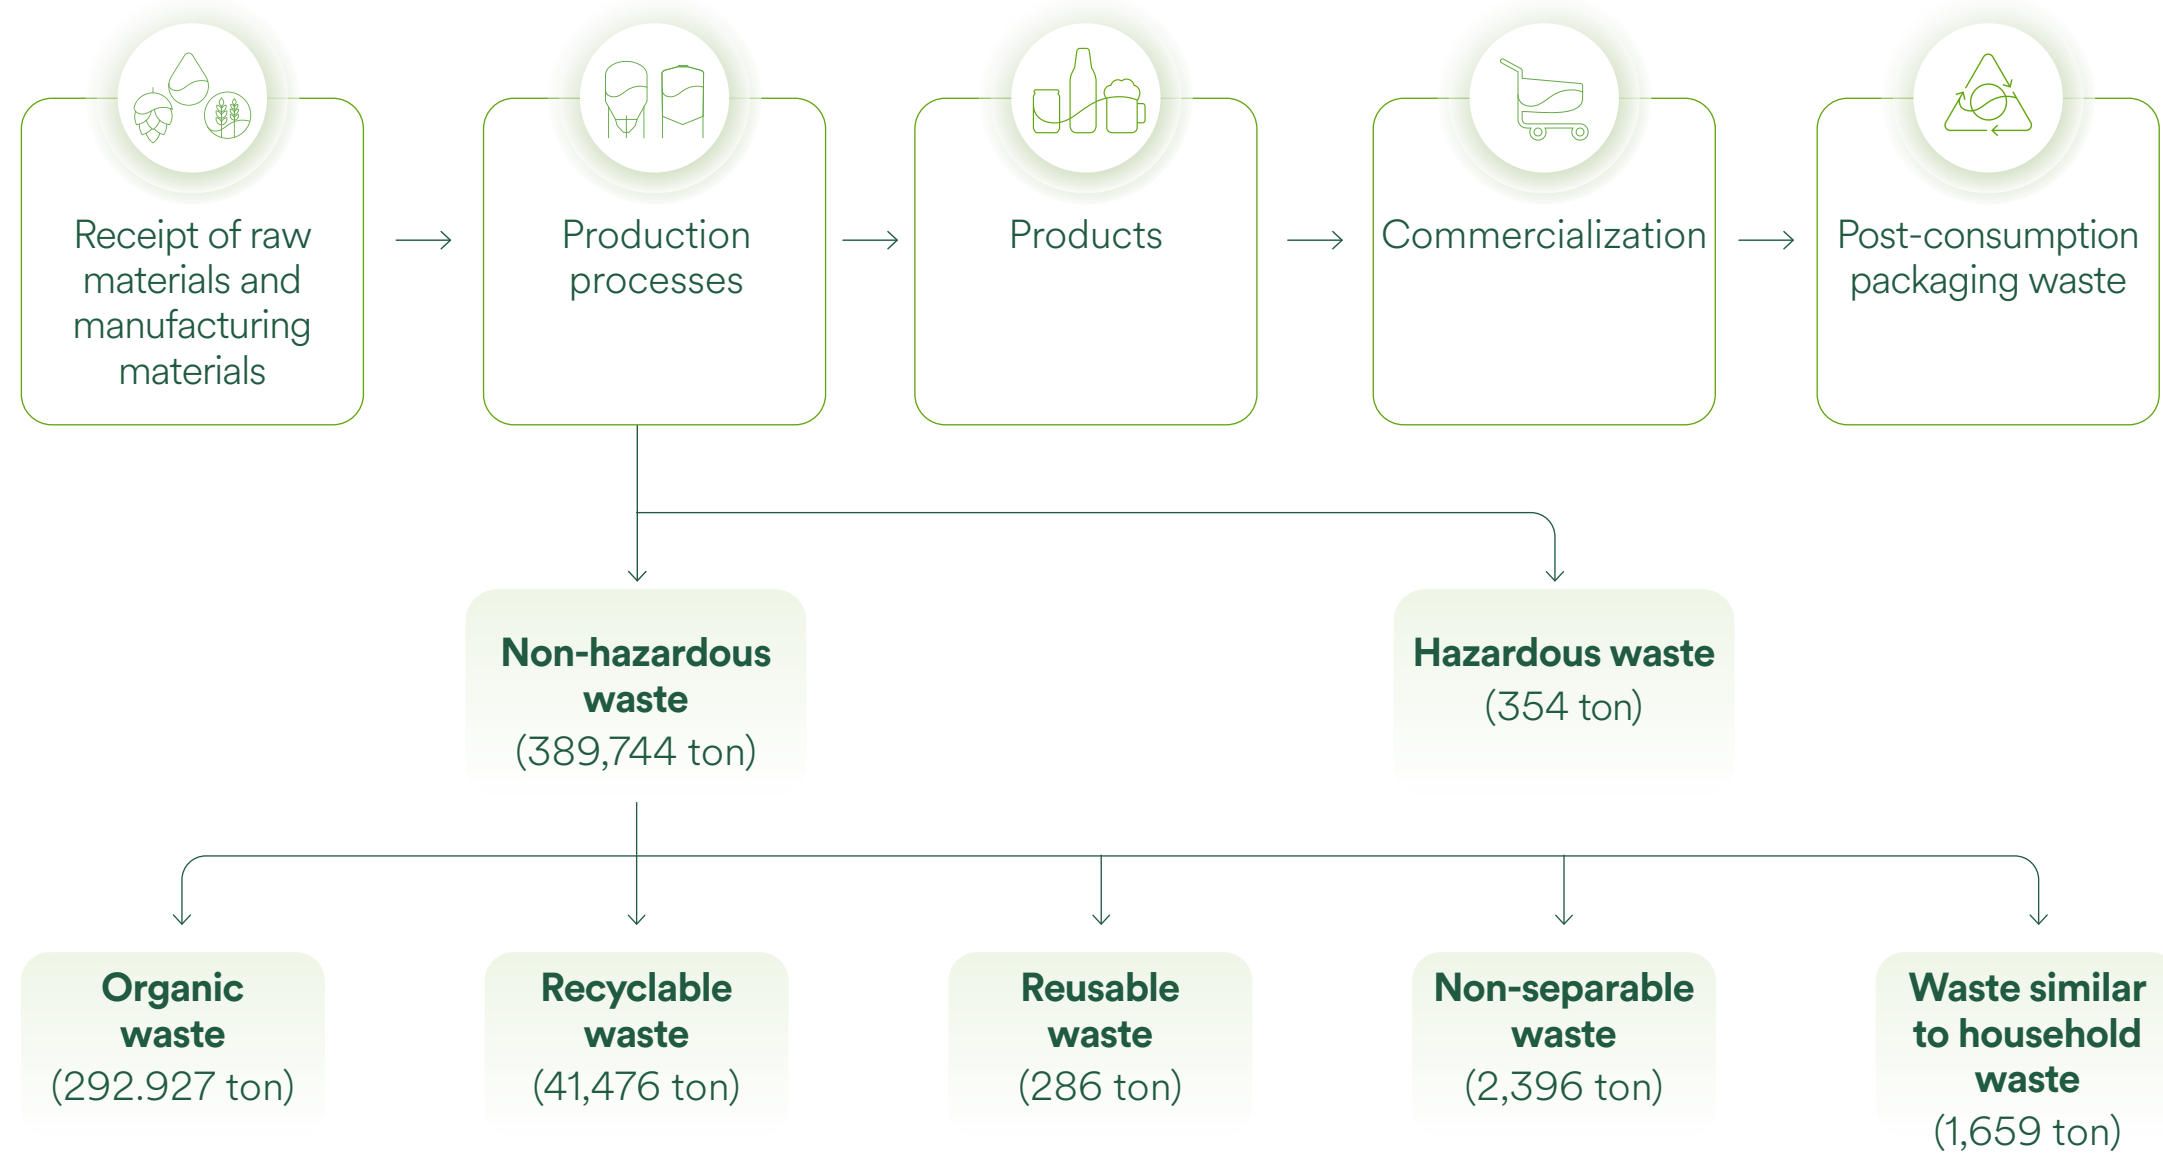 Receipt of raw
materials and
manufacturing
materials
Production
processes
Products
Commercialization
Post-consumption
packaging waste
Non-hazardous
waste
(389,744 ton)
Hazardous waste
(354 ton)
Organic
waste
(292.927 ton)
Recyclable
waste
(41,476 ton)
Reusable
waste
(286 ton)
Non-separable
waste
(2,396 ton)
Waste similar
to household
waste
(1,659 ton)